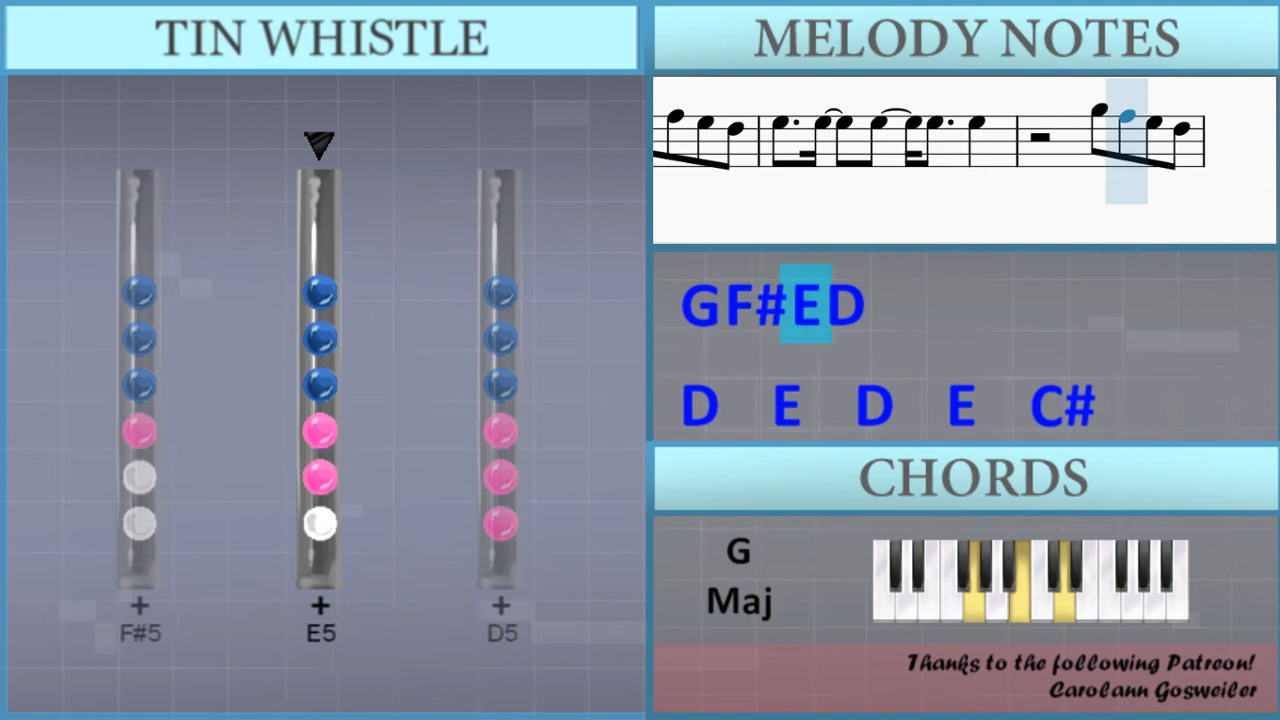 TIN WHISTLE
+
F#5
+
E5
+
D5
MELODY NOTES
GF#ED
D E D E C#
CHORDS
G
Maj
Thanks to the following Patreon!
Carolann Gosweiler